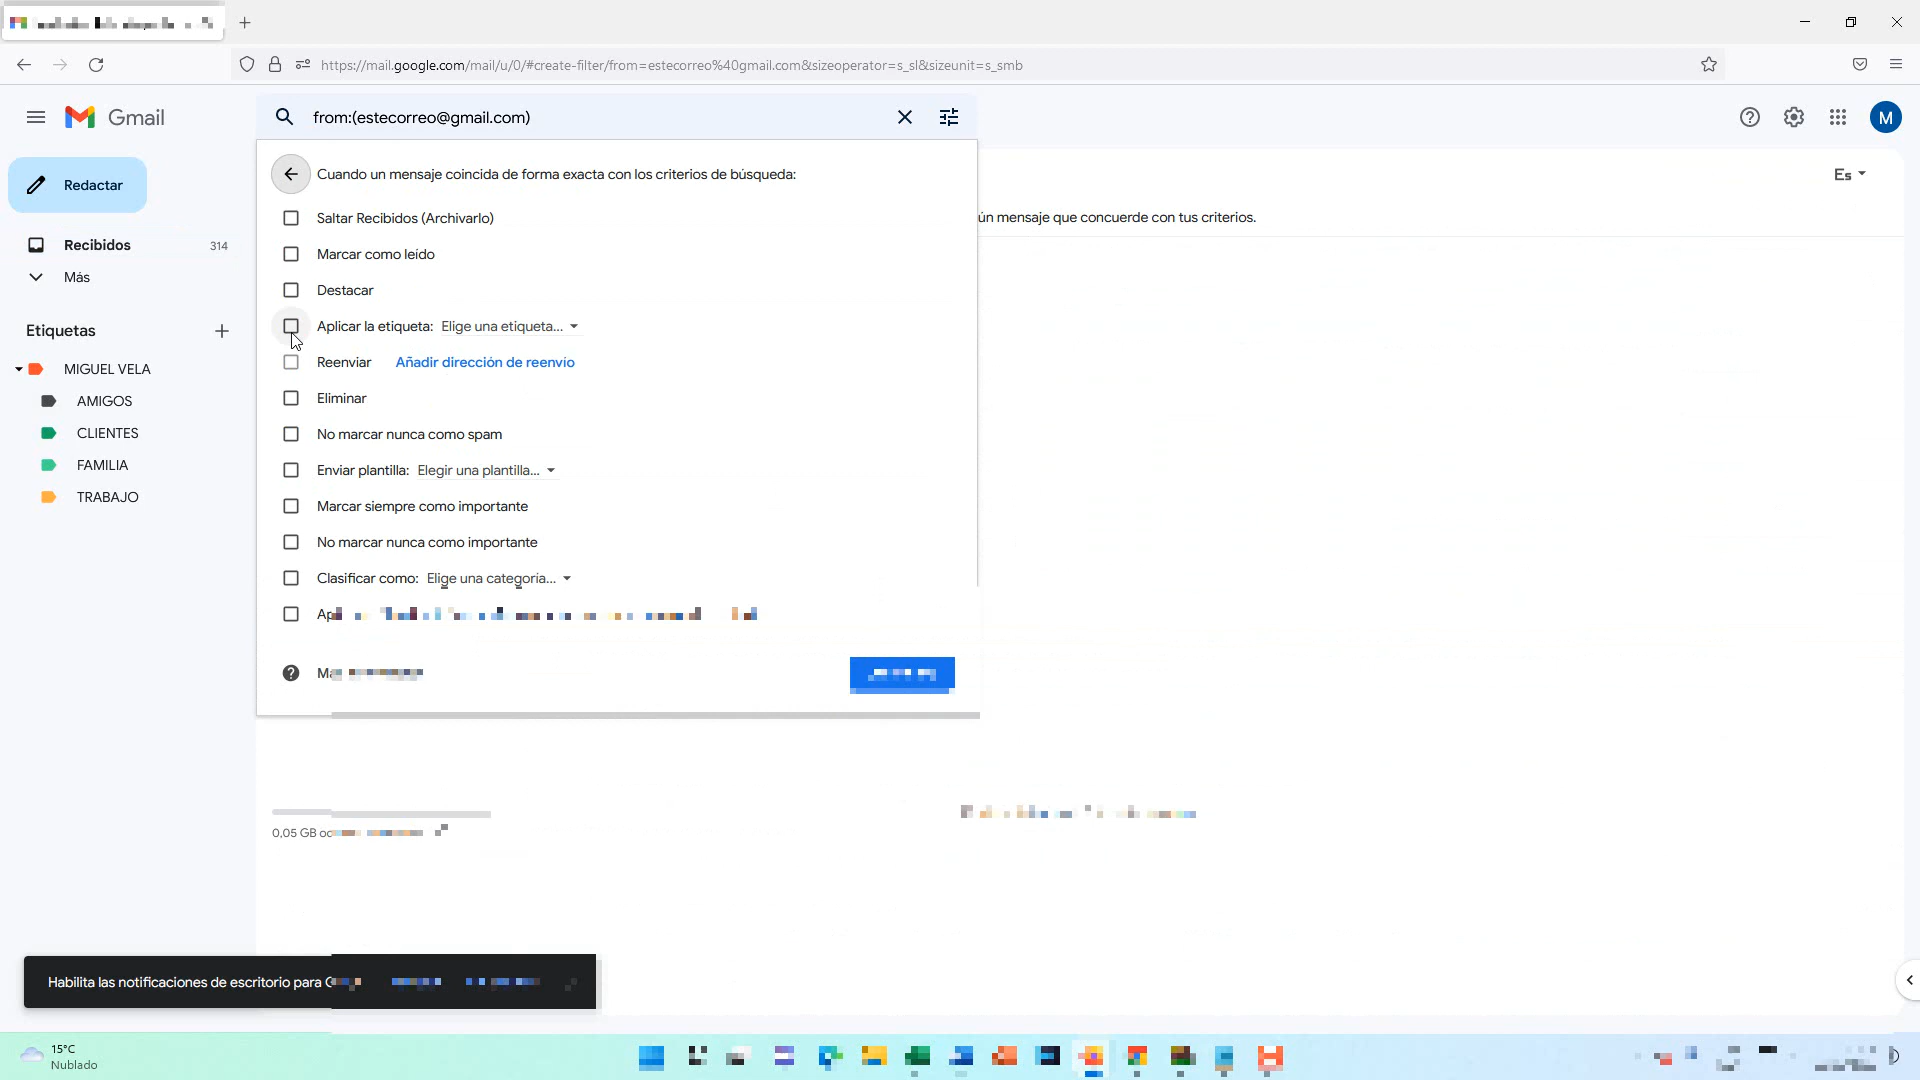 https://mail.google.com/mail/u/0/#create-filter/from=estecorreo%40gmail.com&sizeoperator=s_sl&sizeunit=s_smb
Gmail
from:(estecorreo@gmail.com)
M
Redactar
Cuando un mensaje coincida de forma exacta con los criterios de búsqueda:
Es
Saltar Recibidos (Archivarlo)
ún mensaje que concuerde con tus criterios.
Recibidos 314
Marcar como leído
Más
Destacar
Etiquetas
Aplicar la etiqueta: Elige una etiqueta...
Reenviar Añadir dirección de reenvío
MIGUEL VELA
Eliminar
AMIGOS
CLIENTES
No marcar nunca como spam
FAMILIA
Enviar plantilla: Elegir una plantilla...
TRABAJO
Marcar siempre como importante
No marcar nunca como importante
Clasificar como: Elige una categoría...
0,05 GB
Habilita las notificaciones de escritorio para
15°C
Nublado